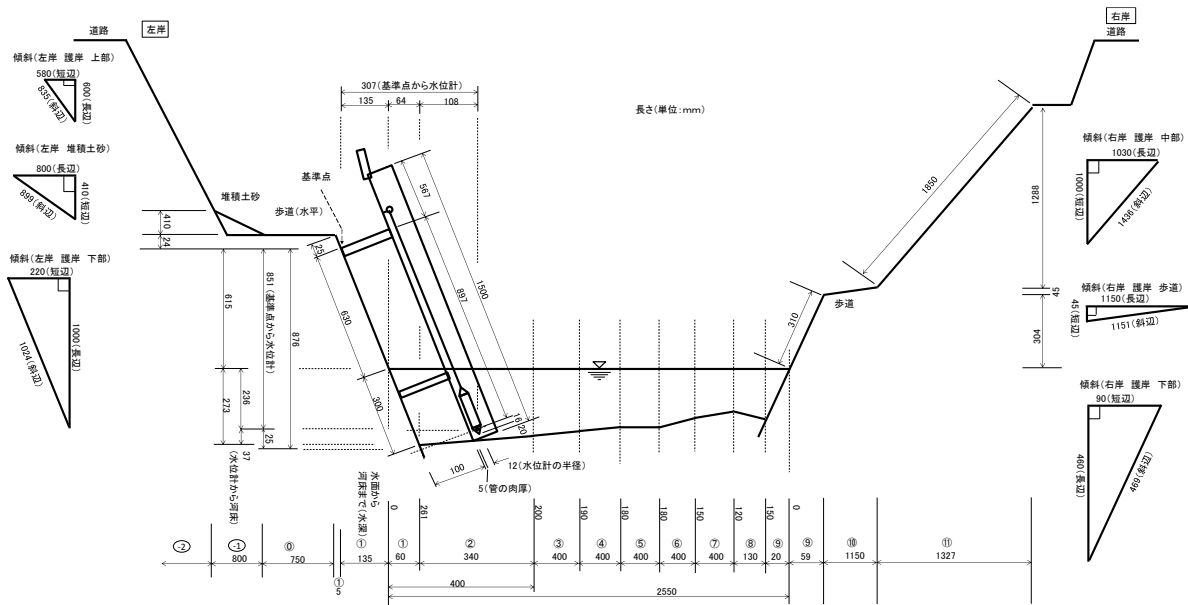 道路
左岸
右岸
道路
傾斜(左岸 護岸 上部)
580(短辺)
600(長辺)
835(斜辺)
傾斜(左岸 堆積土砂)
800(長辺)
410(短辺)
899(斜辺)
傾斜(左岸 護岸 下部)
220(短辺)
1000(長辺)
1024(斜辺)
307(基準点から水位計)
135
64
108
長さ(単位:mm)
基準点
堆積土砂
歩道(水平)
410
24
25
567
1500
897
630
300
615
851(基準点から水位計)
876
236
273
25
37
(水位計から河床)
16
20
100
12(水位計の半径)
5(管の肉厚)
310
歩道
1850
1288
45
304
傾斜(右岸 護岸 中部)
1030(長辺)
1000(短辺)
1436(斜辺)
傾斜(右岸 護岸 歩道)
1150(長辺)
45(短辺)
1151(斜辺)
傾斜(右岸 護岸 下部)
90(短辺)
460(長辺)
469(斜辺)
水面から
河床まで(水深)
0
261
200
190
180
180
150
120
150
0
-2
-1
⓪
①
①
②
③
④
⑤
⑥
⑦
⑧
⑨
⑨
⑩
⑪
800
750
135
60
340
400
400
400
400
400
130
20
59
1150
1327
①
5
400
2550